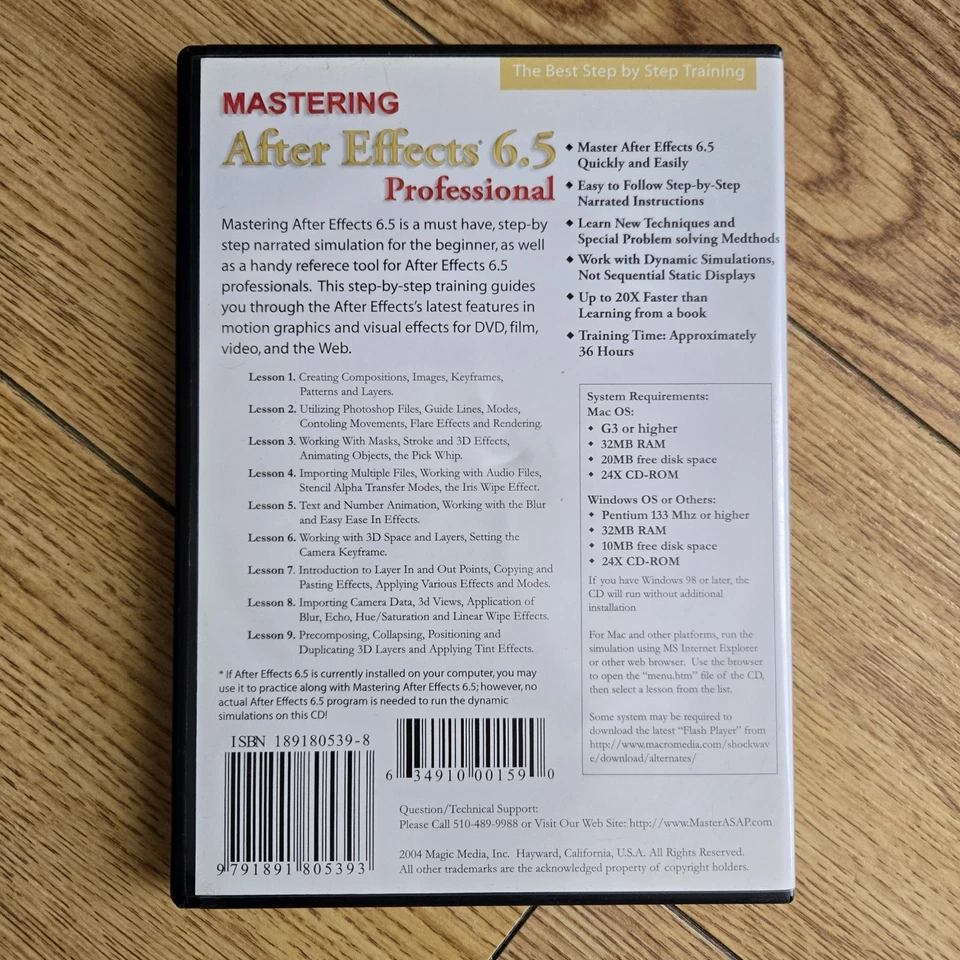 The Best Step by Step Training
MASTERING
After Effects® 6.5
Professional
Mastering After Effects 6.5 is a must have, step-by
step narrated simulation for the beginner, as well
as a handy referece tool for After Effects 6.5
professionals. This step-by-step training guides
you through the After Effects's latest features in
motion graphics and visual effects for DVD, film,
video, and the Web.
◆ Master After Effects 6.5
Quickly and Easily
◆ Easy to Follow Step-by-Step
Narrated Instructions
◆ Learn New Techniques and
Special Problem solving Medthods
◆ Work with Dynamic Simulations,
Not Sequential Static Displays
◆ Up to 20X Faster than
Learning from a book
◆ Training Time: Approximately
36 Hours
Lesson 1. Creating Compositions, Images, Keyframes,
Patterns and Layers.
Lesson 2. Utilizing Photoshop Files, Guide Lines, Modes,
Contoling Movements, Flare Effects and Rendering.
Lesson 3. Working With Masks, Stroke and 3D Effects,
Animating Objects, the Pick Whip.
Lesson 4. Importing Multiple Files, Working with Audio Files,
Stencil Alpha Transfer Modes, the Iris Wipe Effect.
Lesson 5. Text and Number Animation, Working with the Blur
and Easy Ease In Effects.
Lesson 6. Working with 3D Space and Layers, Setting the
Camera Keyframe.
Lesson 7. Introduction to Layer In and Out Points, Copying and
Pasting Effects, Applying Various Effects and Modes.
Lesson 8. Importing Camera Data, 3d Views, Application of
Blur, Echo, Hue/Saturation and Linear Wipe Effects.
Lesson 9. Precomposing, Collapsing, Positioning and
Duplicating 3D Layers and Applying Tint Effects.
* If After Effects 6.5 is currently installed on your computer, you may
use it to practice along with Mastering After Effects 6.5; however, no
actual After Effects 6.5 program is needed to run the dynamic
simulations on this CD!
System Requirements:
Mac OS:
◆ G3 or higher
◆ 32MB RAM
◆ 20MB free disk space
◆ 24X CD-ROM
Windows OS or Others:
◆ Pentium 133 Mhz or higher
◆ 32MB RAM
◆ 10MB free disk space
◆ 24X CD-ROM
If you have Windows 98 or later, the
CD will run without additional
installation
For Mac and other platforms, run the
simulation using MS Internet Explorer
or other web browser. Use the browser
to open the "menu.htm" file of the CD,
then select a lesson from the list.
Some system may be required to
download the latest "Flash Player" from
http://www.macromedia.com/shockwav
e/download/alternates/
ISBN 189180539-8
9 791891 805393
6 34910 00159 0
Question/Technical Support:
Please Call 510-489-9988 or Visit Our Web Site: http://www.MasterASAP.com
2004 Magic Media, Inc. Hayward, California, U.S.A. All Rights Reserved.
All other trademarks are the acknowledged property of copyright holders.